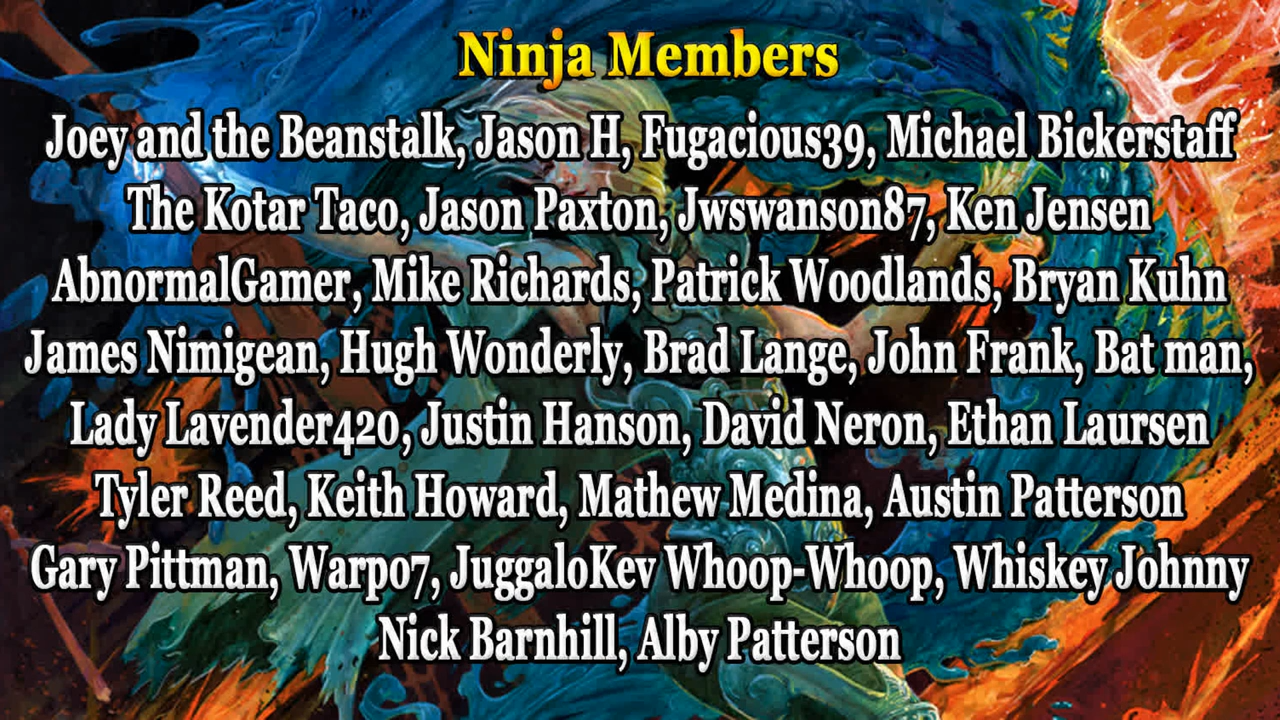 Ninja Members
Joey and the Beanstalk, Jason H, Fugacious39, Michael Bickerstaff
The Kotar Taco, Jason Paxton, Jwswanson87, Ken Jensen
AbnormalGamer, Mike Richards, Patrick Woodlands, Bryan Kuhn
James Nimigean, Hugh Wonderly, Brad Lange, John Frank, Bat man,
Lady Lavender420, Justin Hanson, David Neron, Ethan Laursen
Tyler Reed, Keith Howard, Mathew Medina, Austin Patterson
Gary Pittman, Warp07, JuggaloKev Whoop-Whoop, Whiskey Johnny
Nick Barnhill, Alby Patterson